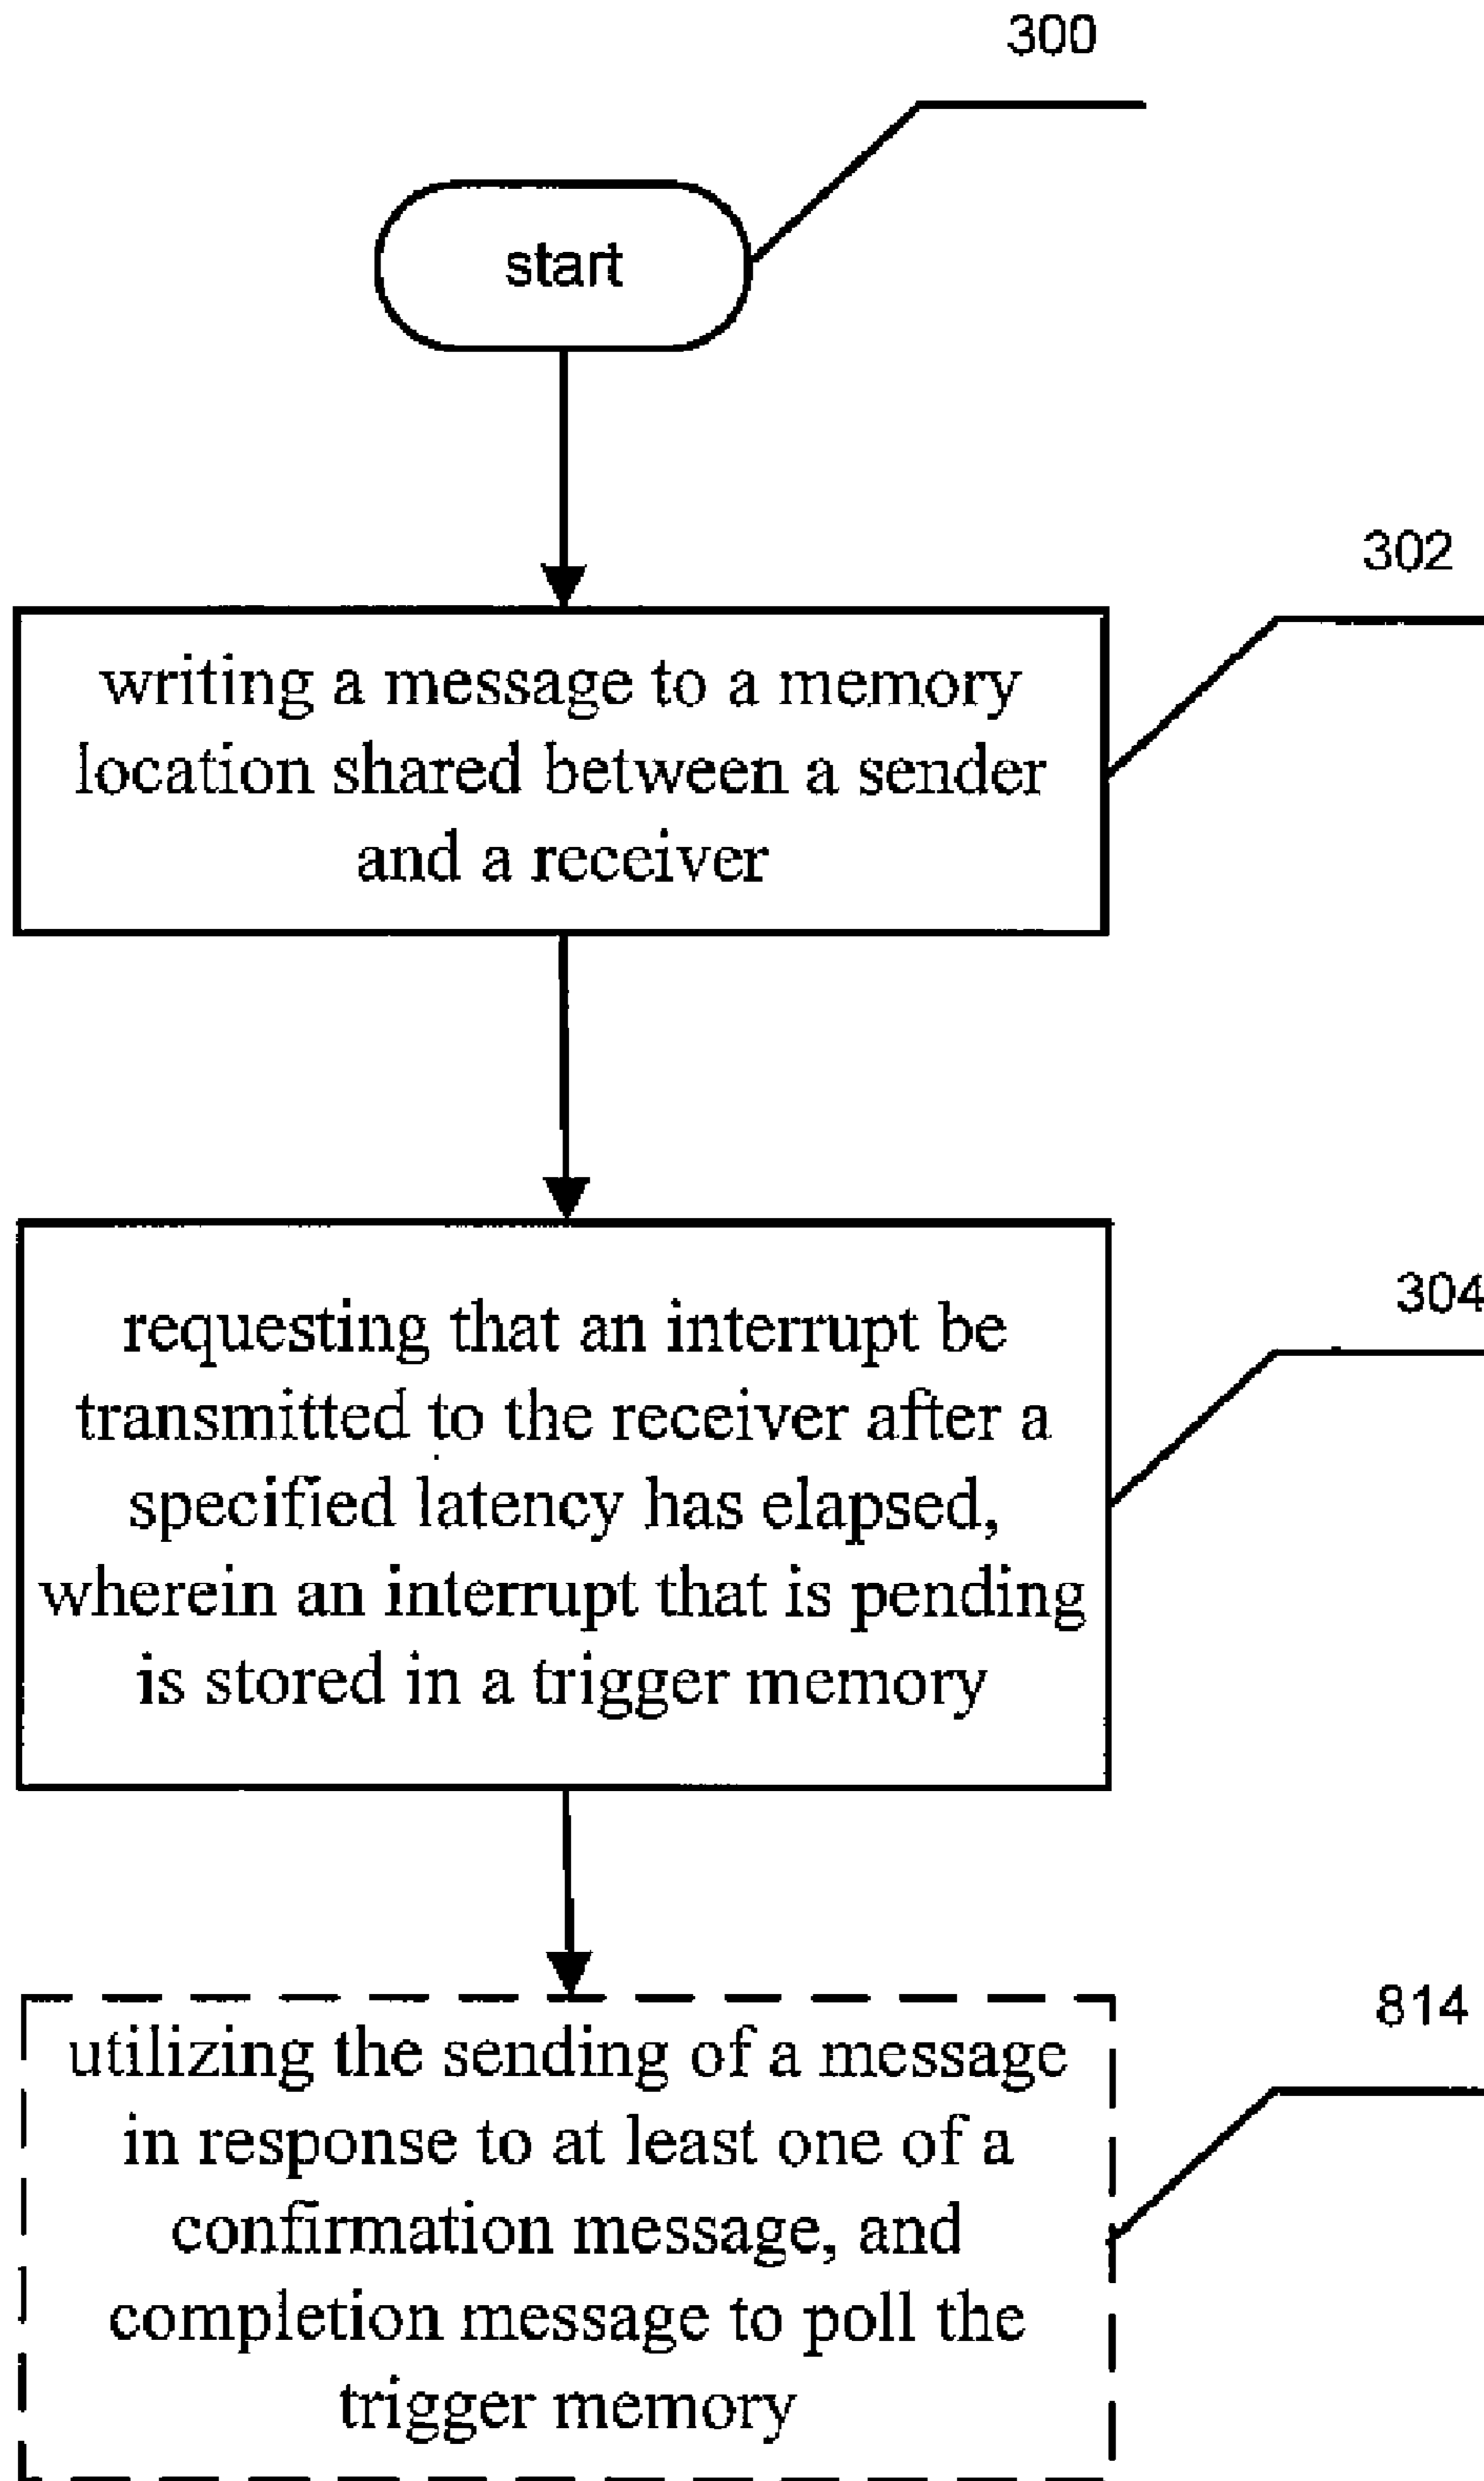 300
start
302
writing a message to a memory
location shared between a sender
and a receiver
304
requesting that an interrupt be
transmitted to the receiver after a
specified latency has elapsed,
wherein an interrupt that is pending
is stored in a trigger memory
814
utilizing the sending of a message
in response to at least one of a
confirmation message, and
completion message to poll the
trigger memory